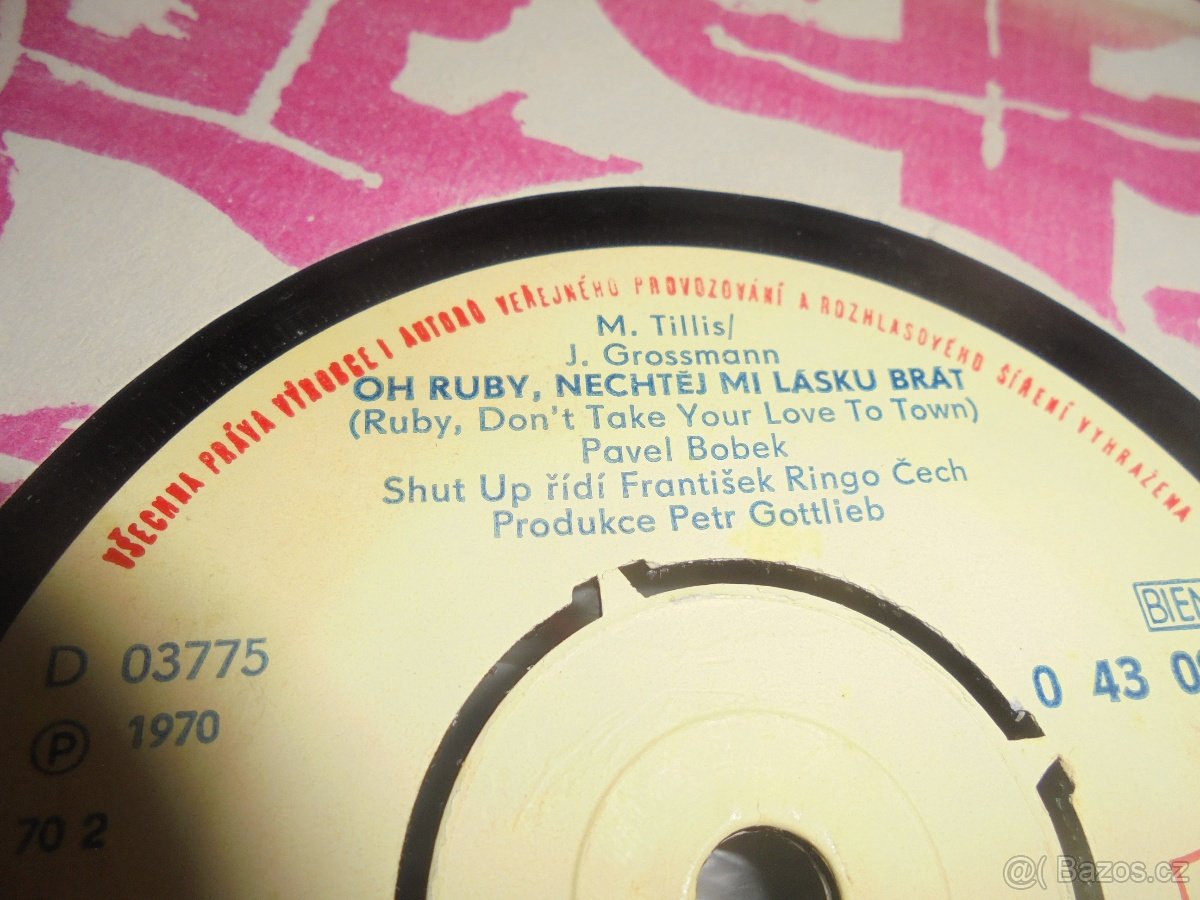 VŠECHNA PRÁVA VÝROBCE I AUTORŮ VEŘEJNÉHO PROVOZOVÁNÍ A ROZHLASOVÉHO ŠÍŘENÍ VYHRAŽENA
M. Tillis/
J. Grossmann
OH RUBY, NECHTĚJ MI LÁSKU BRÁT
(Ruby, Don't Take Your Love To Town)
Pavel Bobek
Shut Up řídí František Ringo Čech
Produkce Petr Gottlieb
D 03775
Ⓟ 1970
70 2
BIEM
0 43
@( Bazos.cz